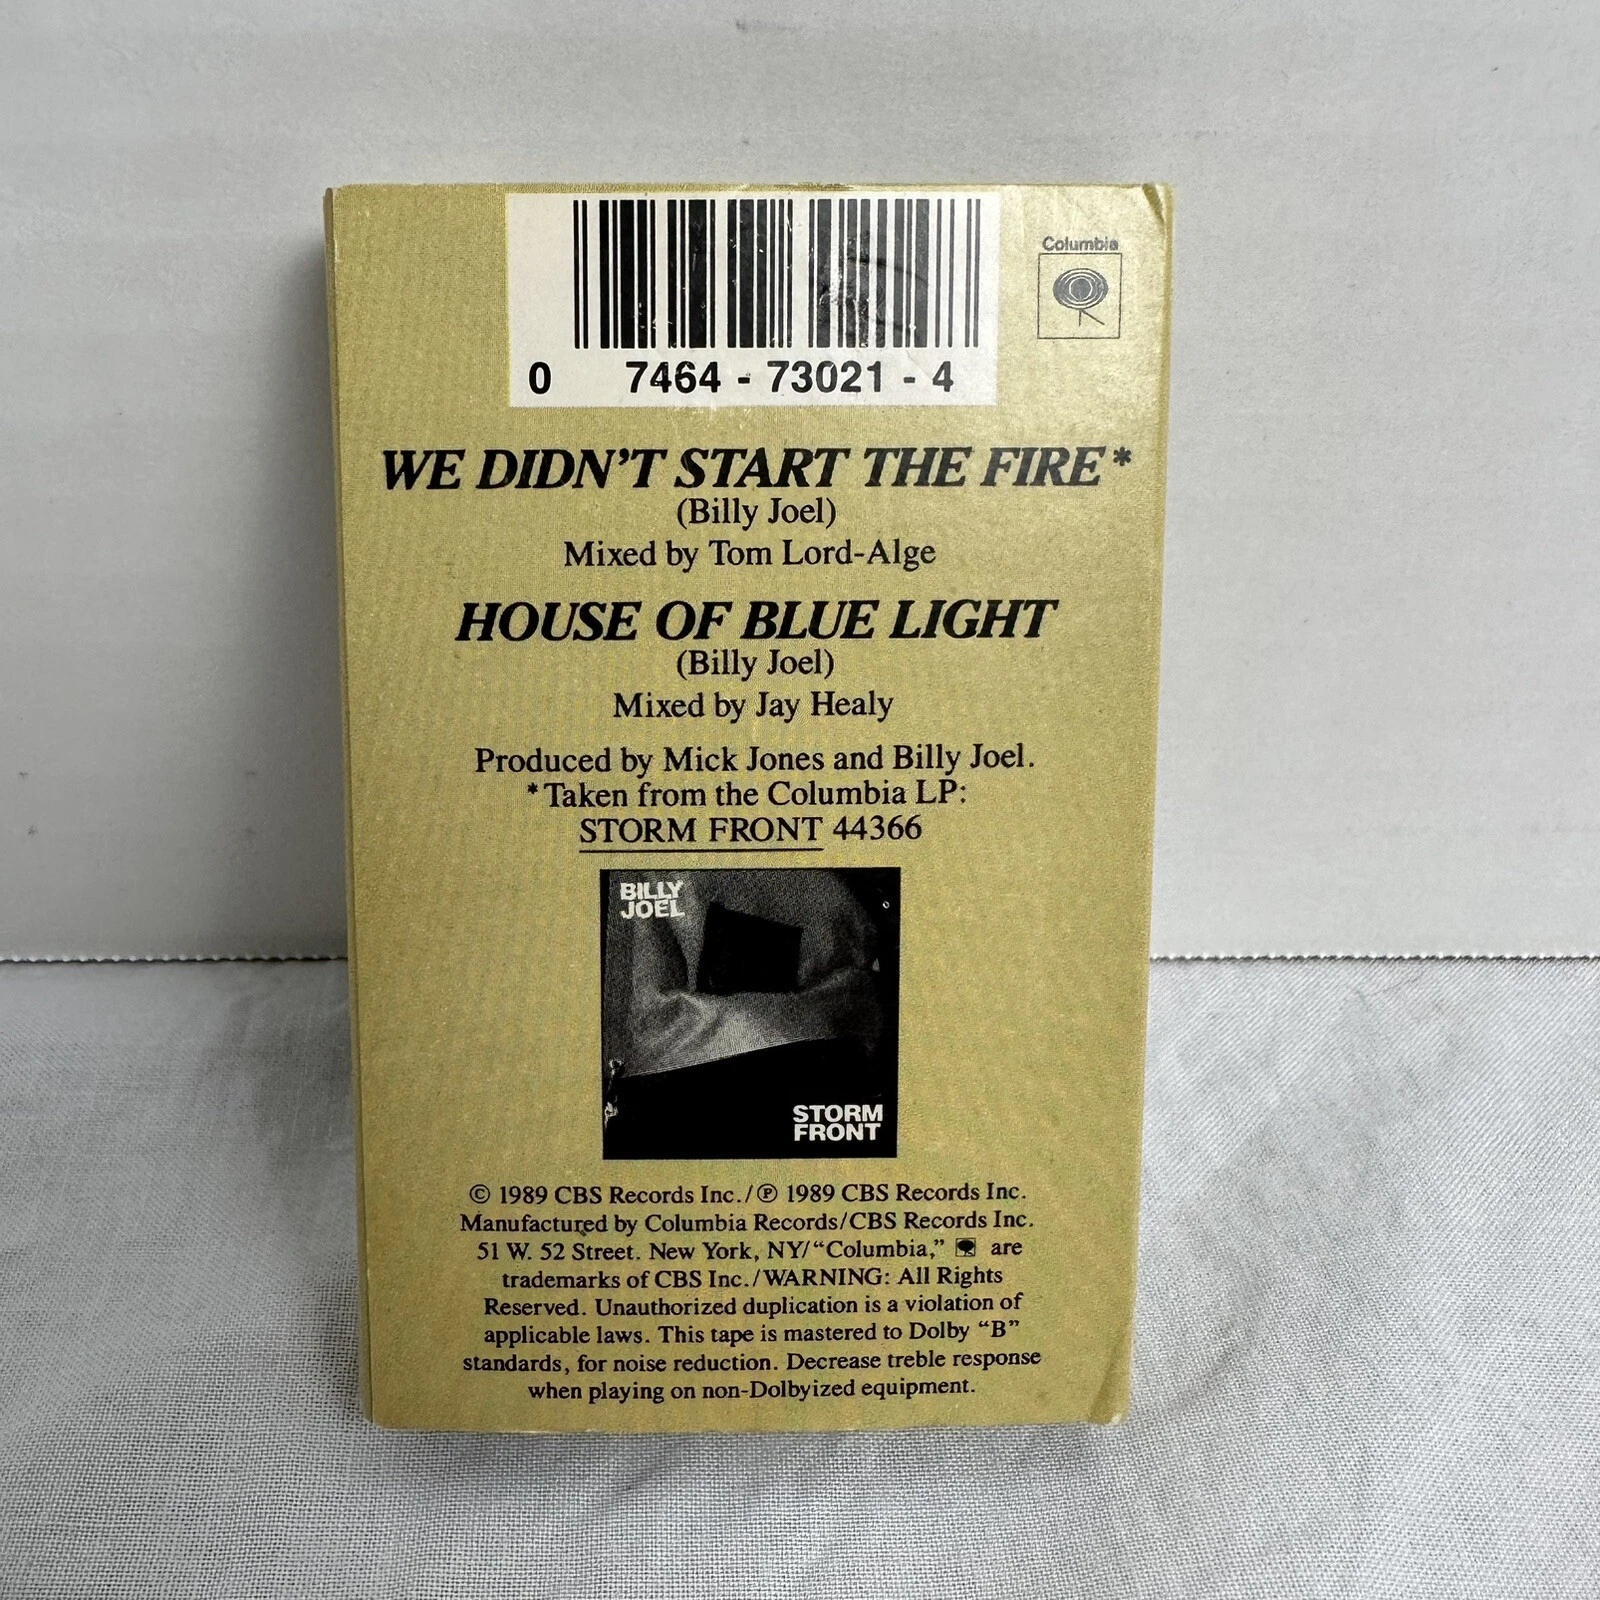 Columbia
0 7464 - 73021 - 4
WE DIDN'T START THE FIRE*
(Billy Joel)
Mixed by Tom Lord-Alge
HOUSE OF BLUE LIGHT
(Billy Joel)
Mixed by Jay Healy
Produced by Mick Jones and Billy Joel.
*Taken from the Columbia LP:
STORM FRONT 44366
BILLY
JOEL
STORM
FRONT
© 1989 CBS Records Inc./℗ 1989 CBS Records Inc.
Manufactured by Columbia Records/CBS Records Inc.
51 W. 52 Street. New York, NY/“Columbia,” are
trademarks of CBS Inc./WARNING: All Rights
Reserved. Unauthorized duplication is a violation of
applicable laws. This tape is mastered to Dolby “B”
standards, for noise reduction. Decrease treble response
when playing on non-Dolbyized equipment.